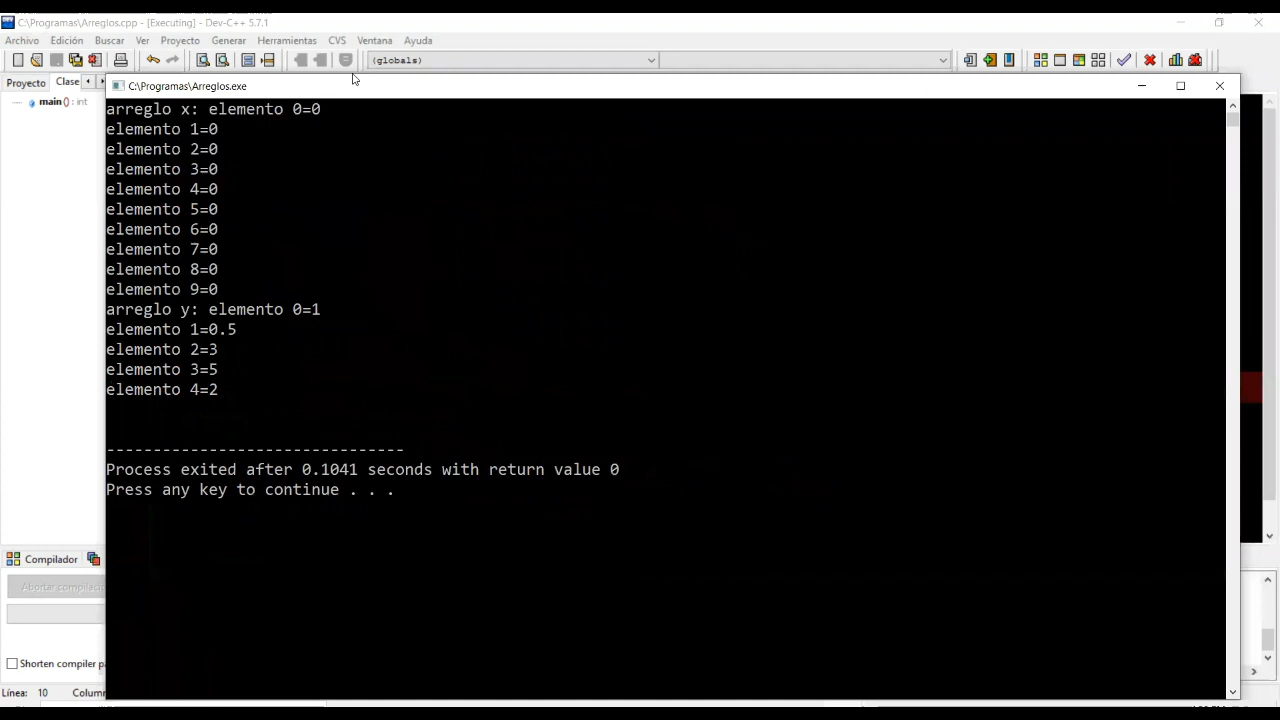 C:\Programas\Arreglos.cpp - [Executing] - Dev-C++ 5.7.1
Archivo Edición Buscar Ver Proyecto Generar Herramientas CVS Ventana Ayuda
(globals)
Proyecto Clase
main() : int
C:\Programas\Arreglos.exe
arreglo x: elemento 0=0
elemento 1=0
elemento 2=0
elemento 3=0
elemento 4=0
elemento 5=0
elemento 6=0
elemento 7=0
elemento 8=0
elemento 9=0
arreglo y: elemento 0=1
elemento 1=0.5
elemento 2=3
elemento 3=5
elemento 4=2
--------------------------------
Process exited after 0.1041 seconds with return value 0
Press any key to continue . . .
Compilador
Abortar compilació
Shorten compiler pa
Línea: 10 Column